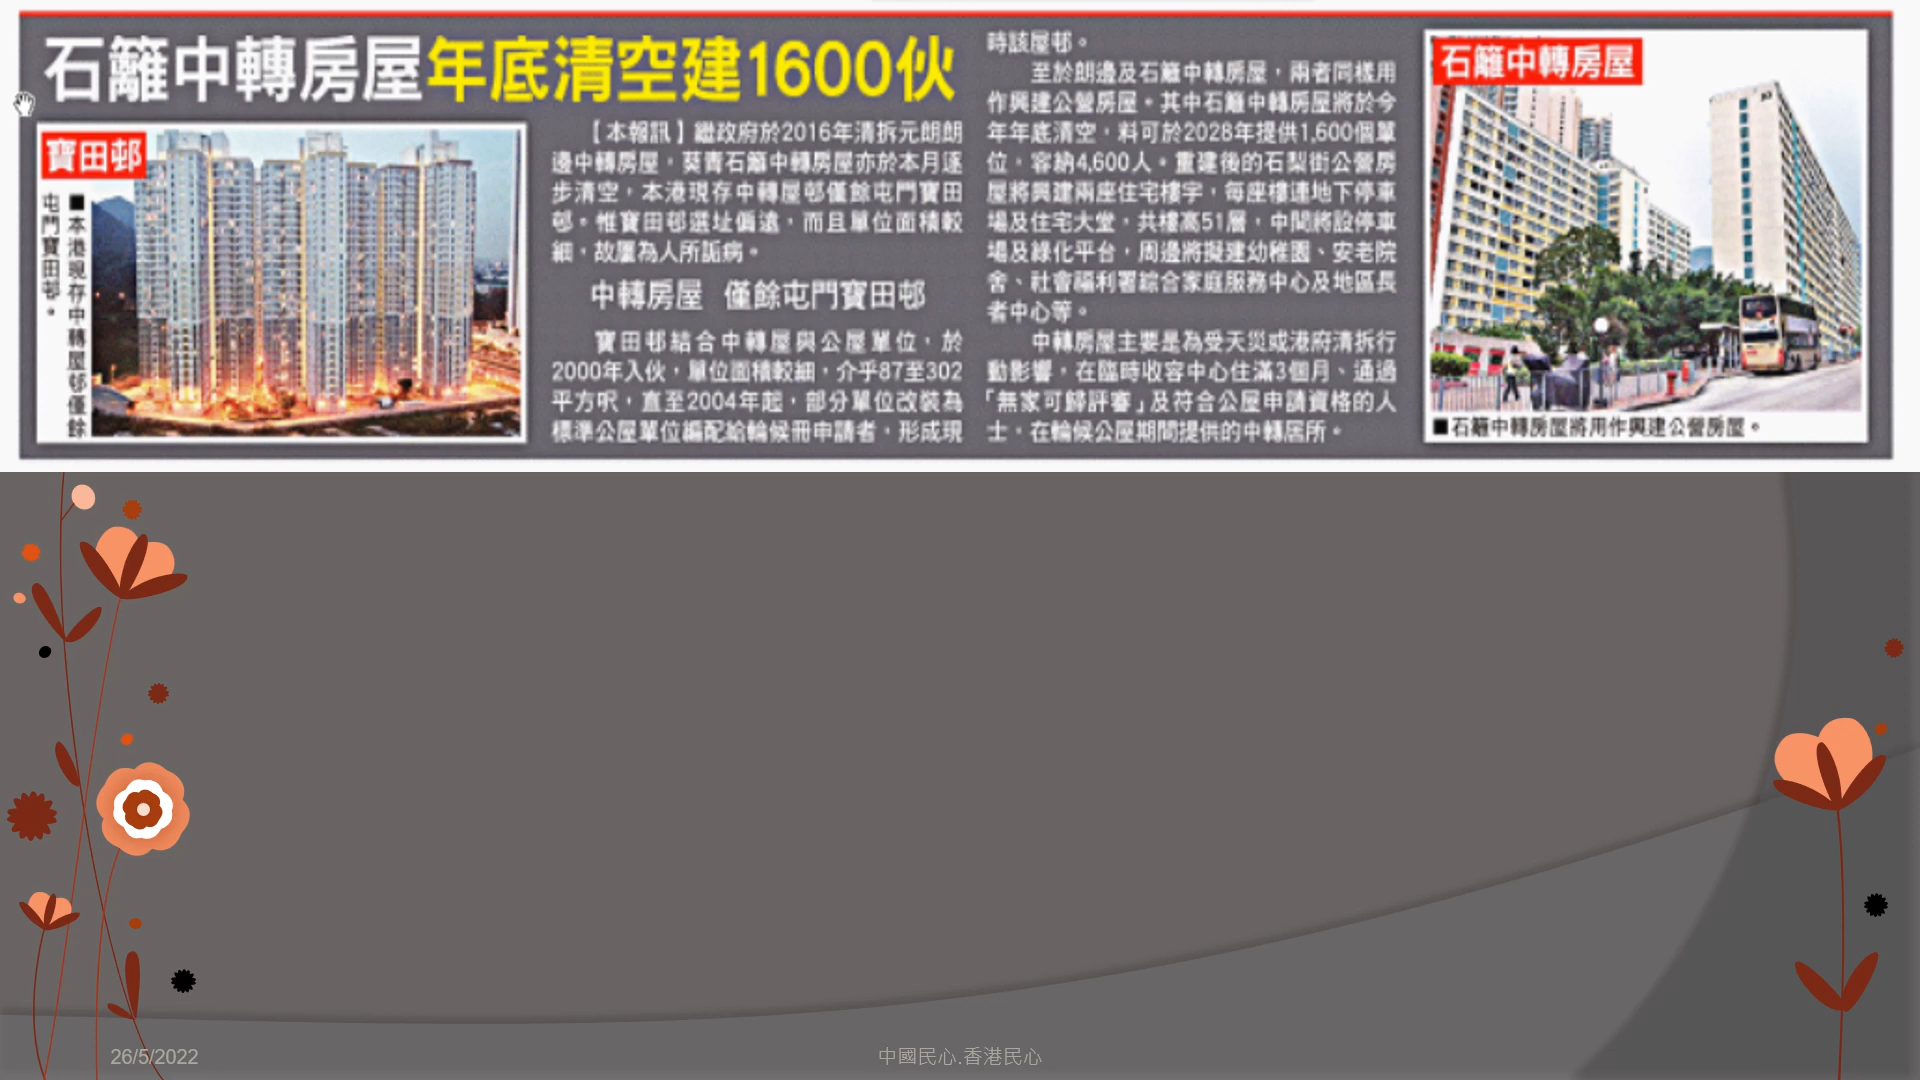 石籬中轉房屋年底清空建1600伙
寶田邨
■本港現存中轉屋邨僅餘
屯門寶田邨。
【本報訊】繼政府於2016年清拆元朗朗
邊中轉房屋，葵青石籬中轉房屋亦於本月逐
步清空，本港現存中轉屋邨僅餘屯門寶田
邨。惟寶田邨選址偏遠，而且單位面積較
細，故屢為人所詬病。
中轉房屋 僅餘屯門寶田邨
寶田邨結合中轉屋與公屋單位，於
2000年入伙，單位面積較細，介乎87至302
平方呎，直至2004年起，部分單位改裝為
標準公屋單位編配給輪候冊申請者，形成現
時該屋邨。
至於朗邊及石籬中轉房屋，兩者同樣用
作興建公營房屋。其中石籬中轉房屋將於今
年年底清空，料可於2028年提供1,600個單
位，容納4,600人。重建後的石梨街公營房
屋將興建兩座住宅樓宇，每座樓連地下停車
場及住宅大堂，共樓高51層，中間將設停車
場及綠化平台，周邊將擬建幼稚園、安老院
舍、社會福利署綜合家庭服務中心及地區長
者中心等。
中轉房屋主要是為受天災或港府清拆行
動影響，在臨時收容中心住滿3個月、通過
「無家可歸評審」及符合公屋申請資格的人
士，在輪候公屋期間提供的中轉居所。
石籬中轉房屋
■石籬中轉房屋將用作興建公營房屋。
26/5/2022
中國民心.香港民心